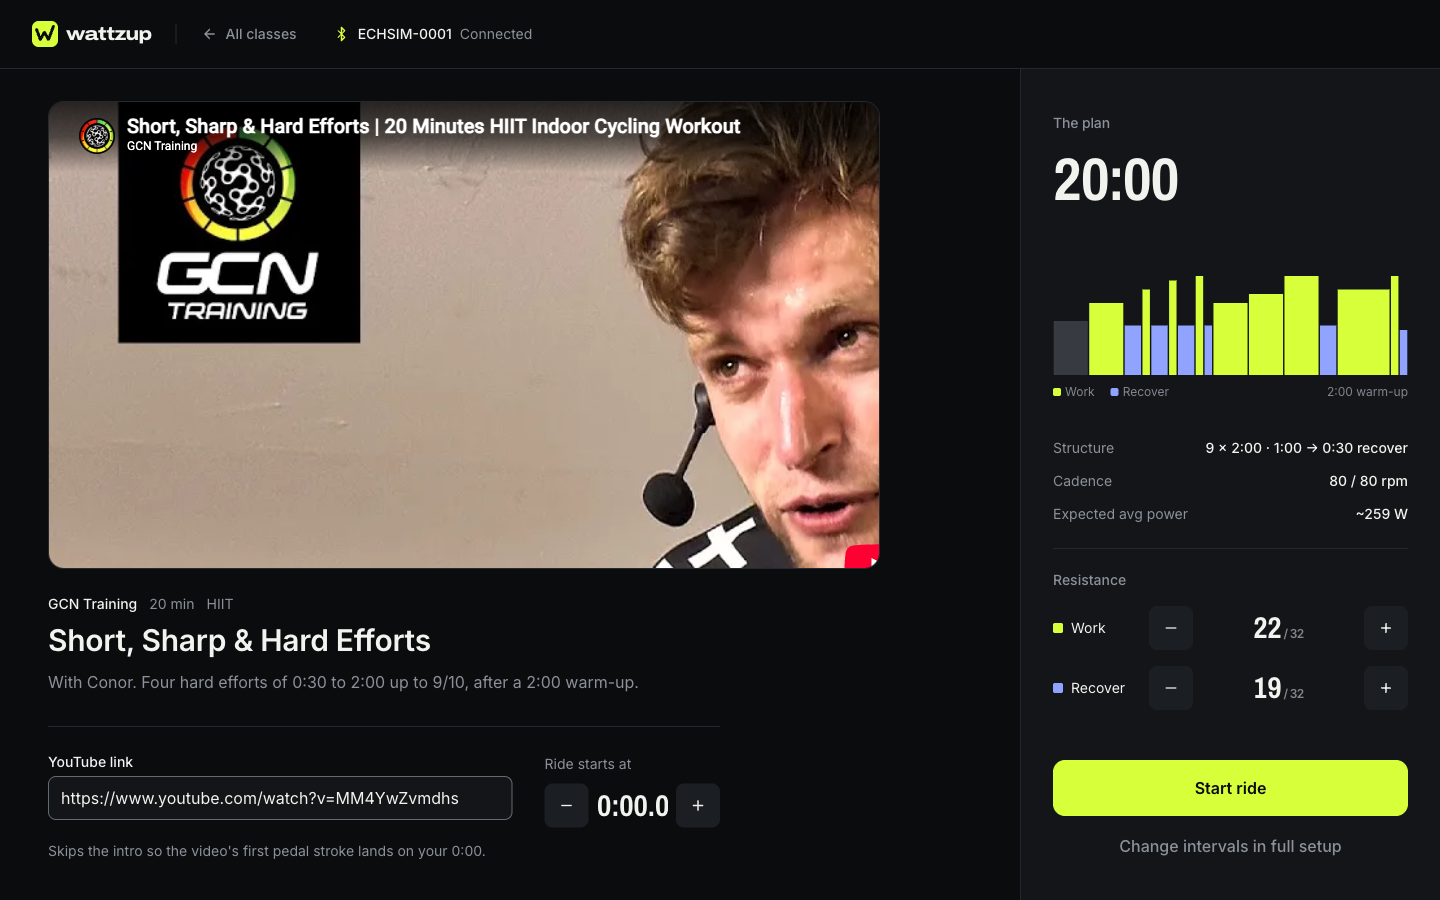 wattzup
← All classes
ECHSIM-0001 Connected
Short, Sharp & Hard Efforts | 20 Minutes HIIT Indoor Cycling Workout
GCN Training
GCN
TRAINING
GCN Training 20 min HIIT
Short, Sharp & Hard Efforts
With Conor. Four hard efforts of 0:30 to 2:00 up to 9/10, after a 2:00 warm-up.
YouTube link
https://www.youtube.com/watch?v=MM4YwZvmdhs
Ride starts at
− 0:00.0 +
Skips the intro so the video's first pedal stroke lands on your 0:00.
The plan
20:00
Work Recover 2:00 warm-up
Structure 9 × 2:00 · 1:00 → 0:30 recover
Cadence 80 / 80 rpm
Expected avg power ~259 W
Resistance
Work − 22 / 32 +
Recover − 19 / 32 +
Start ride
Change intervals in full setup